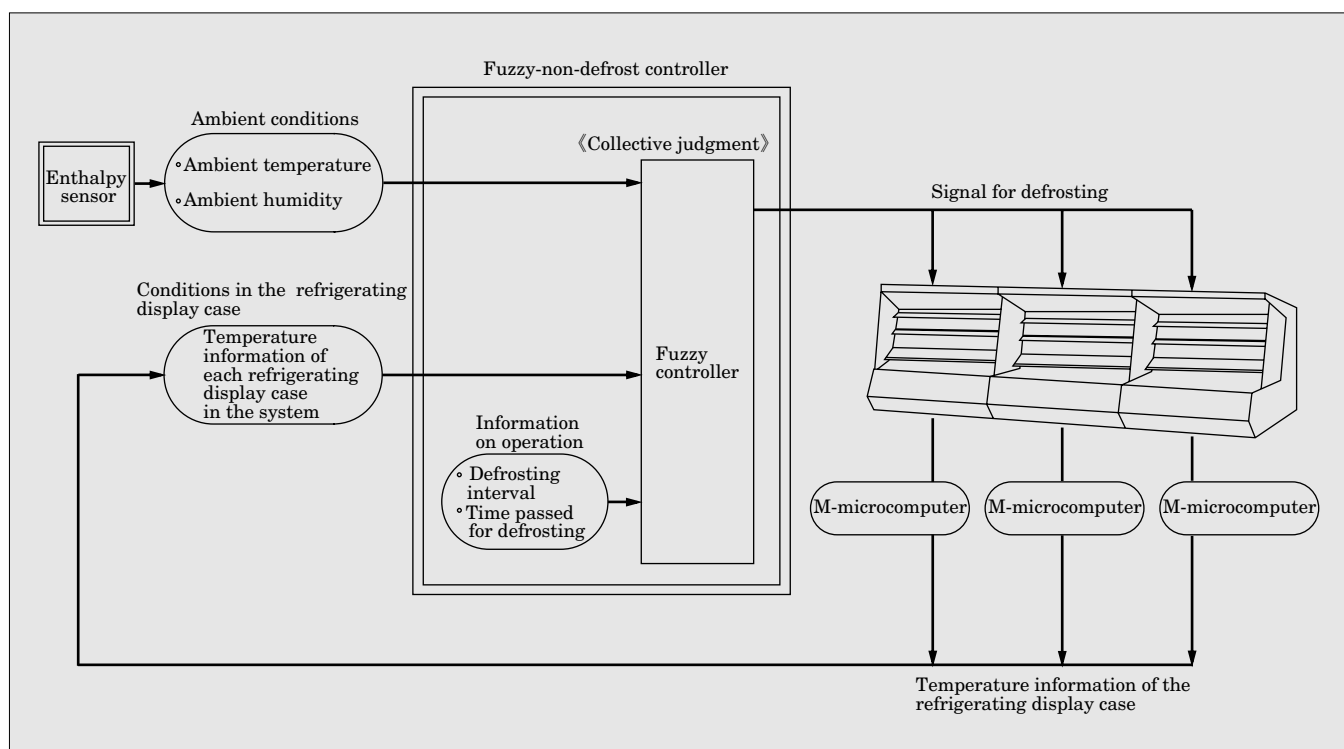 Fuzzy-non-defrost controller
Ambient conditions
Enthalpy
sensor
Ambient temperature
Ambient humidity
《Collective judgment》
Signal for defrosting
Conditions in the refrigerating
display case
Temperature
information of
each refrigerating
display case
in the system
Fuzzy
controller
Information
on operation
Defrosting
interval
Time passed
for defrosting
M-microcomputer
M-microcomputer
M-microcomputer
Temperature information of the
refrigerating display case